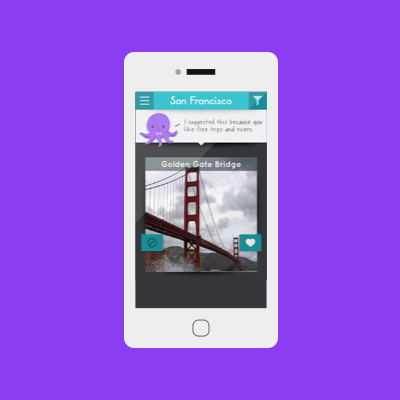 San Francisco
I suggested this because you
like free trips and rivers.
Golden Gate Bridge